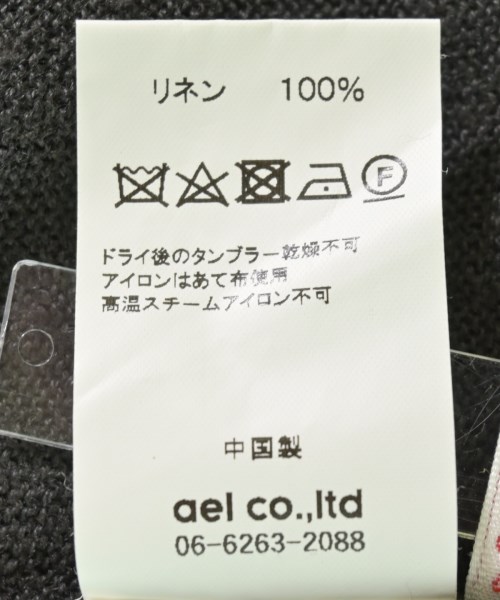 リネン 100%
F
ドライ後のタンブラー乾燥不可
アイロンはあて布使用
高温スチームアイロン不可
中国製
ael co.,ltd
06-6263-2088